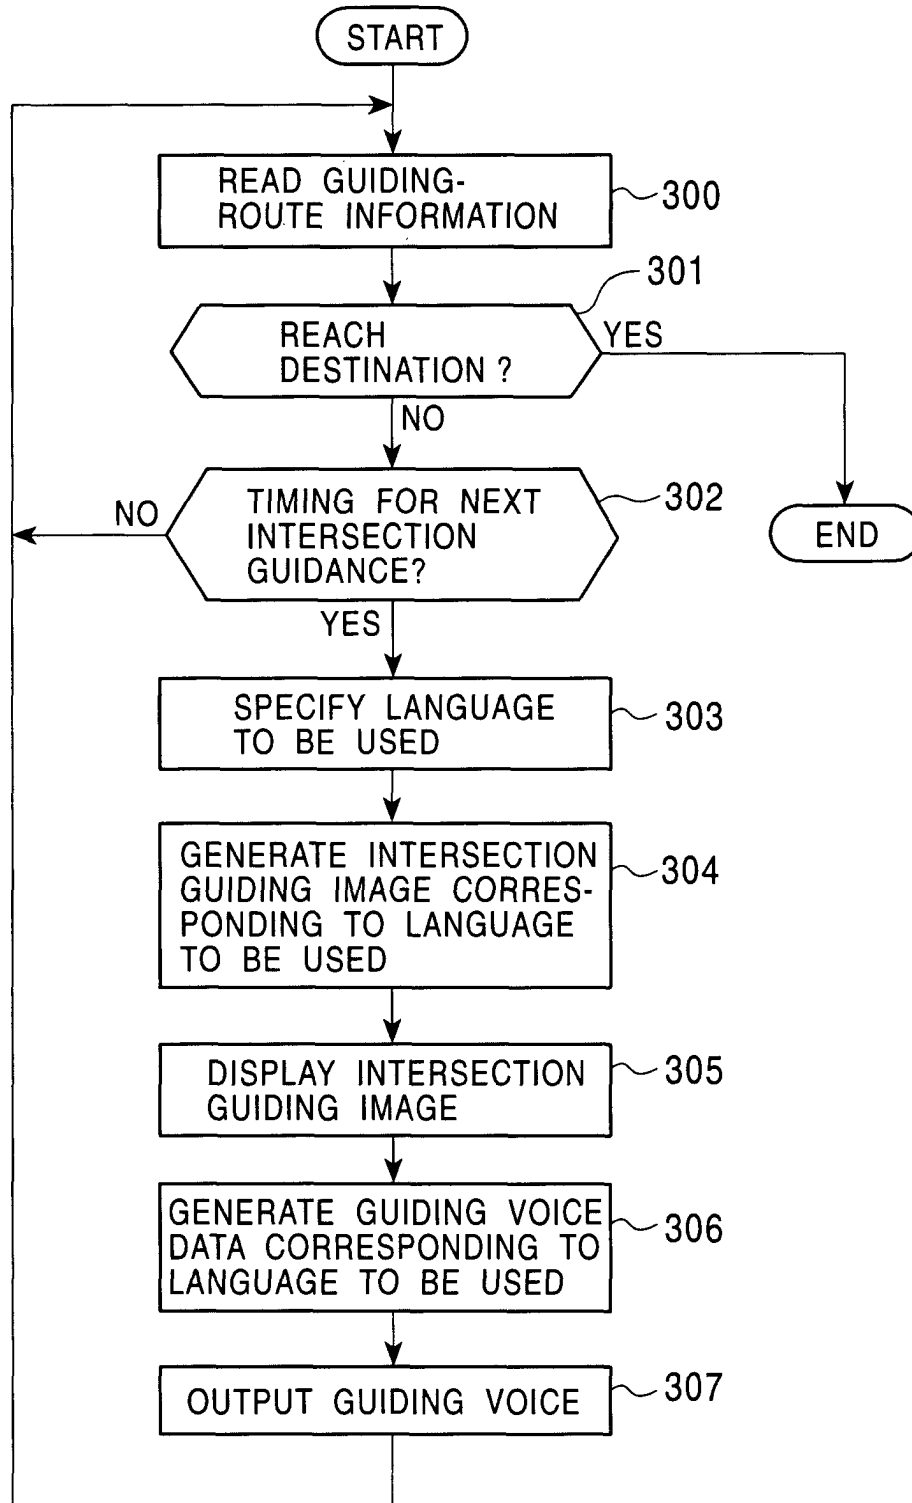 START
READ GUIDING-
ROUTE INFORMATION
300
301
REACH
DESTINATION ?
YES
NO
302
TIMING FOR NEXT
INTERSECTION
GUIDANCE?
NO
END
YES
SPECIFY LANGUAGE
TO BE USED
303
GENERATE INTERSECTION
GUIDING IMAGE CORRES-
PONDING TO LANGUAGE
TO BE USED
304
DISPLAY INTERSECTION
GUIDING IMAGE
305
GENERATE GUIDING VOICE
DATA CORRESPONDING TO
LANGUAGE TO BE USED
306
OUTPUT GUIDING VOICE
307